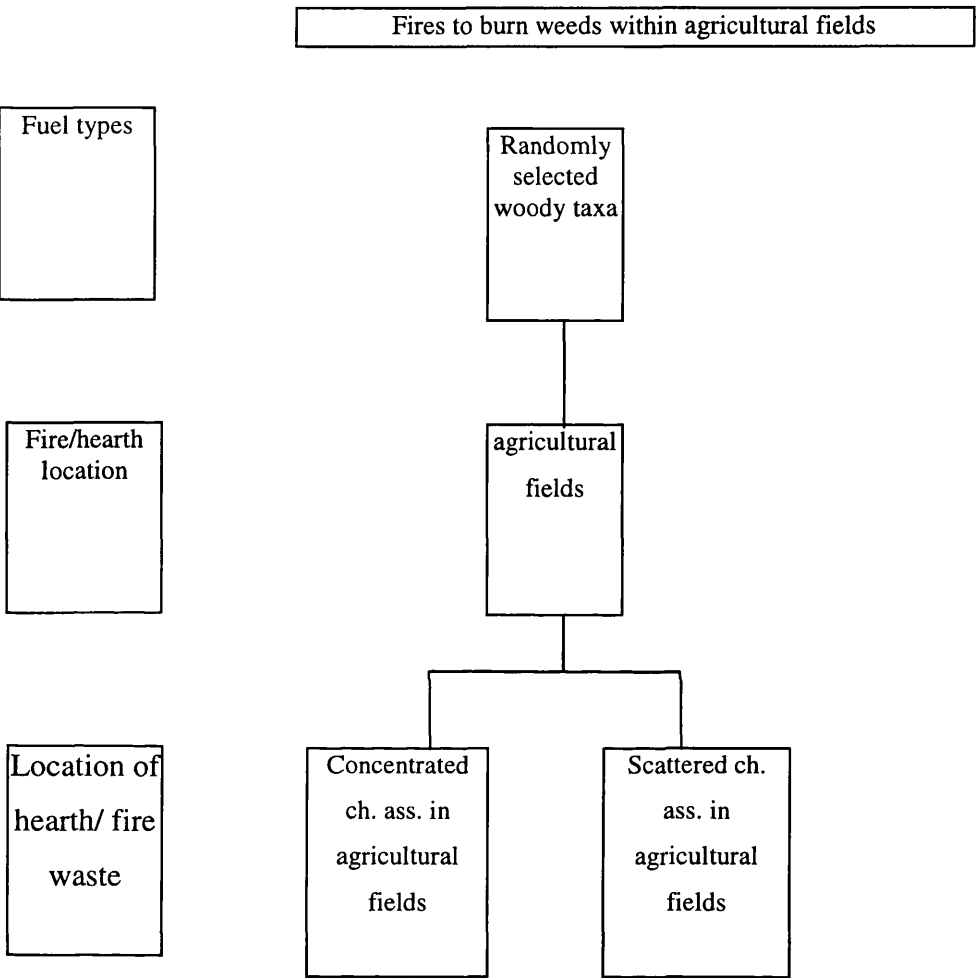 Fires to burn weeds within agricultural fields
Fuel types
Randomly
selected
woody taxa
Fire/hearth
location
agricultural
fields
Location of
hearth/ fire
waste
Concentrated
ch. ass. in
agricultural
fields
Scattered ch.
ass. in
agricultural
fields